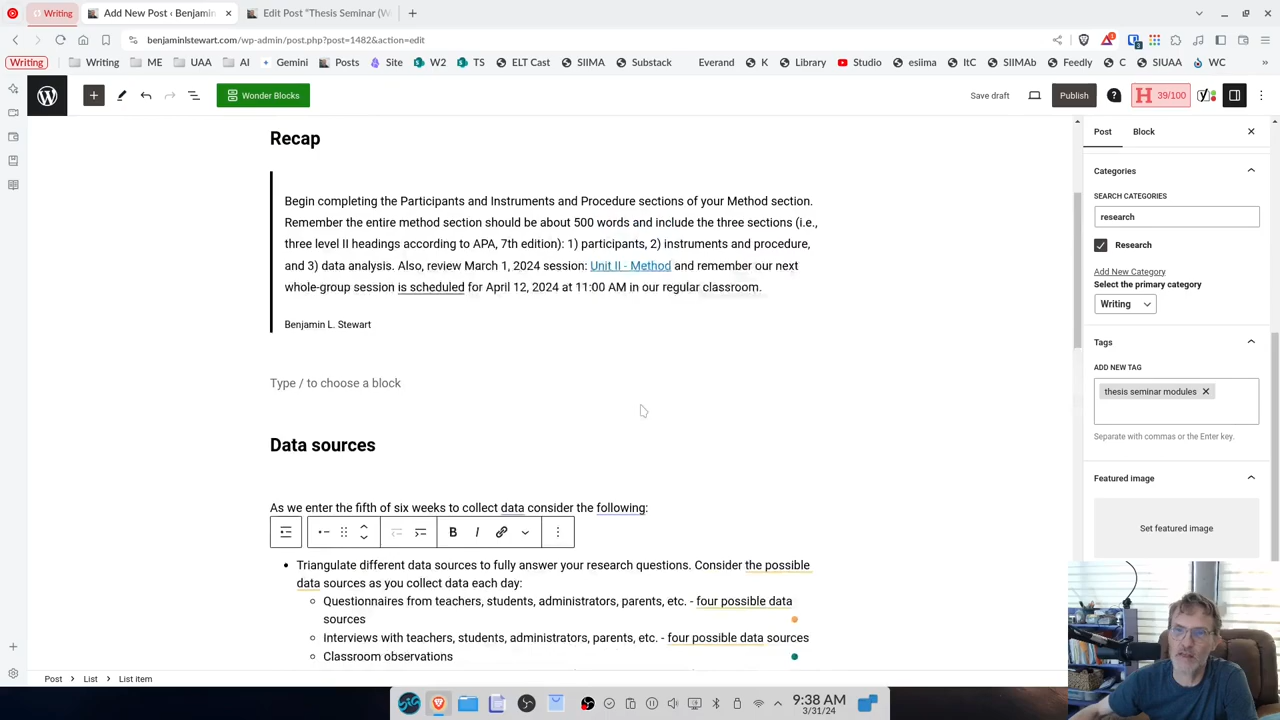 Writing
Add New Post ‹ Benjamin
Edit Post "Thesis Seminar (W
benjaminlstewart.com/wp-admin/post.php?post=1482&action=edit
Writing
Writing
ME
UAA
AI
Gemini
Posts
Site
W2
TS
ELT Cast
SIIMA
Substack
Everand
K
Library
Studio
esiima
ItC
SIIMAb
Feedly
C
SIUAA
WC
Wonder Blocks
Save draft
Publish
39/100
Recap
Begin completing the Participants and Instruments and Procedure sections of your Method section.
Remember the entire method section should be about 500 words and include the three sections (i.e.,
three level II headings according to APA, 7th edition): 1) participants, 2) instruments and procedure,
and 3) data analysis. Also, review March 1, 2024 session: Unit II - Method and remember our next
whole-group session is scheduled for April 12, 2024 at 11:00 AM in our regular classroom.
Benjamin L. Stewart
Type / to choose a block
Data sources
As we enter the fifth of six weeks to collect data consider the following:
B I
• Triangulate different data sources to fully answer your research questions. Consider the possible
data sources as you collect data each day:
◦ Questionnaires from teachers, students, administrators, parents, etc. - four possible data
sources
◦ Interviews with teachers, students, administrators, parents, etc. - four possible data sources
◦ Classroom observations
Post
Block
Categories
SEARCH CATEGORIES
research
Research
Add New Category
Select the primary category
Writing
Tags
ADD NEW TAG
thesis seminar modules
Separate with commas or the Enter key.
Featured image
Set featured image
Post > List > List item
9:38 AM
3/31/24